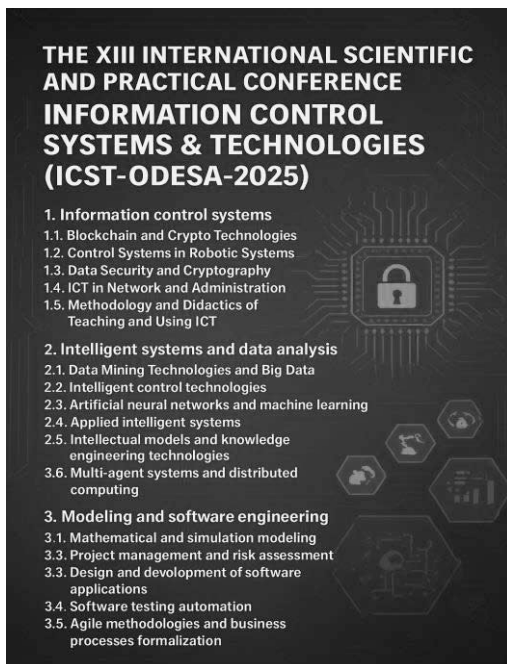 THE XIII INTERNATIONAL SCIENTIFIC
AND PRACTICAL CONFERENCE
INFORMATION CONTROL
SYSTEMS & TECHNOLOGIES
(ICST-ODESA-2025)
1. Information control systems
1.1. Blockchain and Crypto Technologies
1.2. Control Systems in Robotic Systems
1.3. Data Security and Cryptography
1.4. ICT in Network and Administration
1.5. Methodology and Didactics of
Teaching and Using ICT
2. Intelligent systems and data analysis
2.1. Data Mining Technologies and Big Data
2.2. Intelligent control technologies
2.3. Artificial neural networks and machine learning
2.4. Applied intelligent systems
2.5. Intellectual models and knowledge
engineering technologies
3.6. Multi-agent systems and distributed
computing
3. Modeling and software engineering
3.1. Mathematical and simulation modeling
3.3. Project management and risk assessment
3.3. Design and devolopment of software
applications
3.4. Software testing automation
3.5. Agile methodologies and business
processes formalization